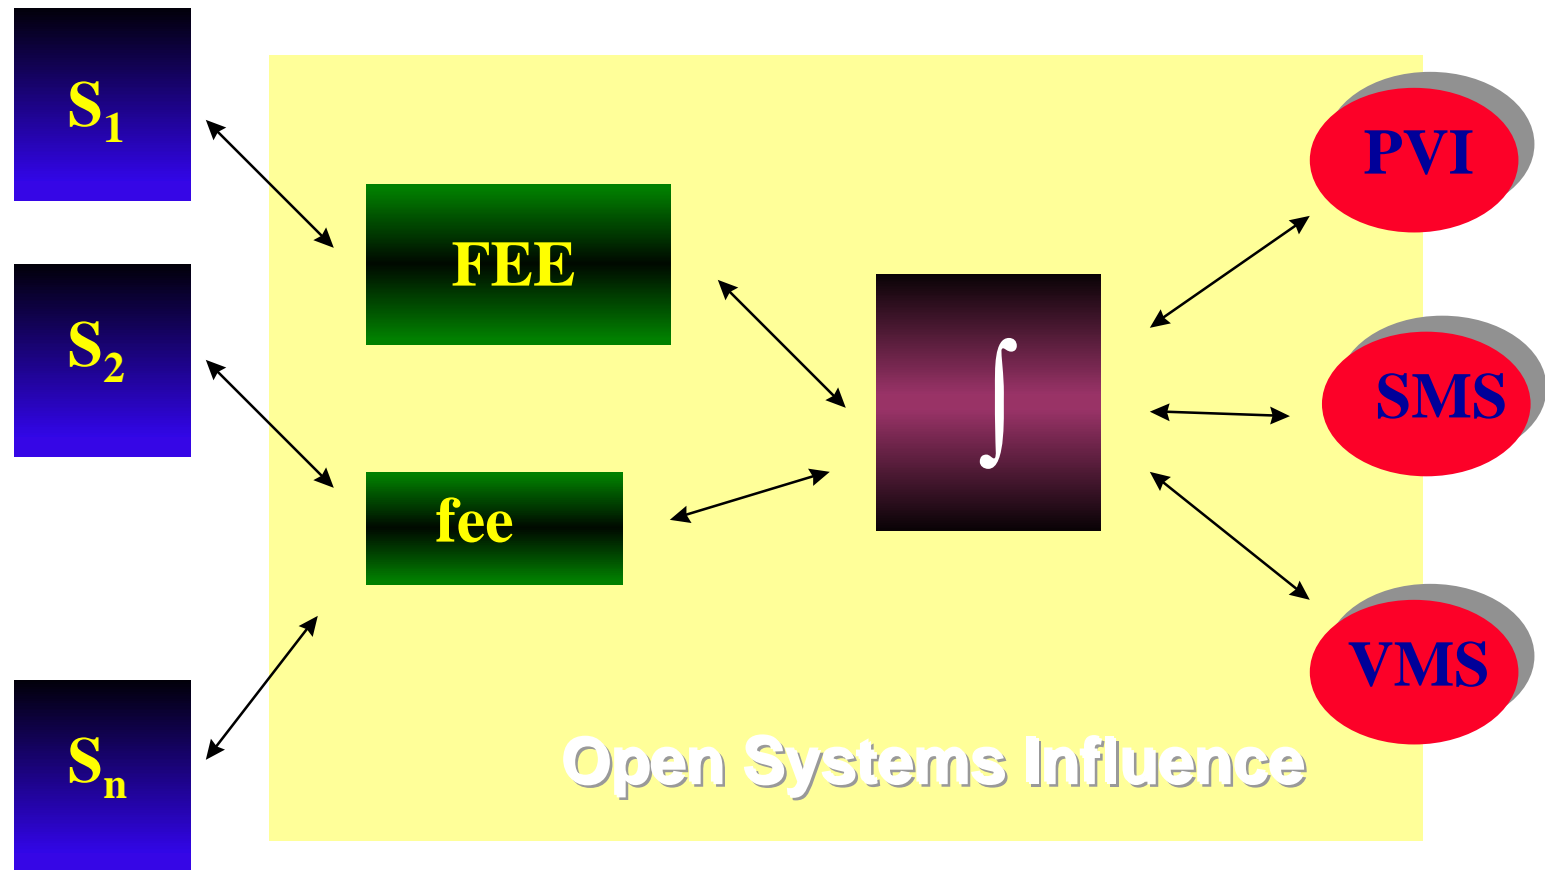 S1
PVI
FEE
S2
∫
SMS
fee
VMS
Sn
Open Systems Influence